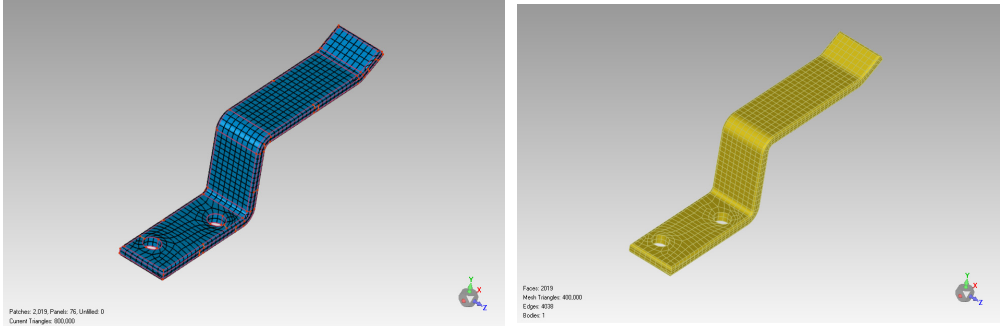 Patches: 2,019, Panels: 76, Unfilled: 0
Current Triangles: 800,000
Y
X
Z
Faces: 2019
Mesh Triangles: 400,000
Edges: 4038
Bodies: 1
Y
X
Z